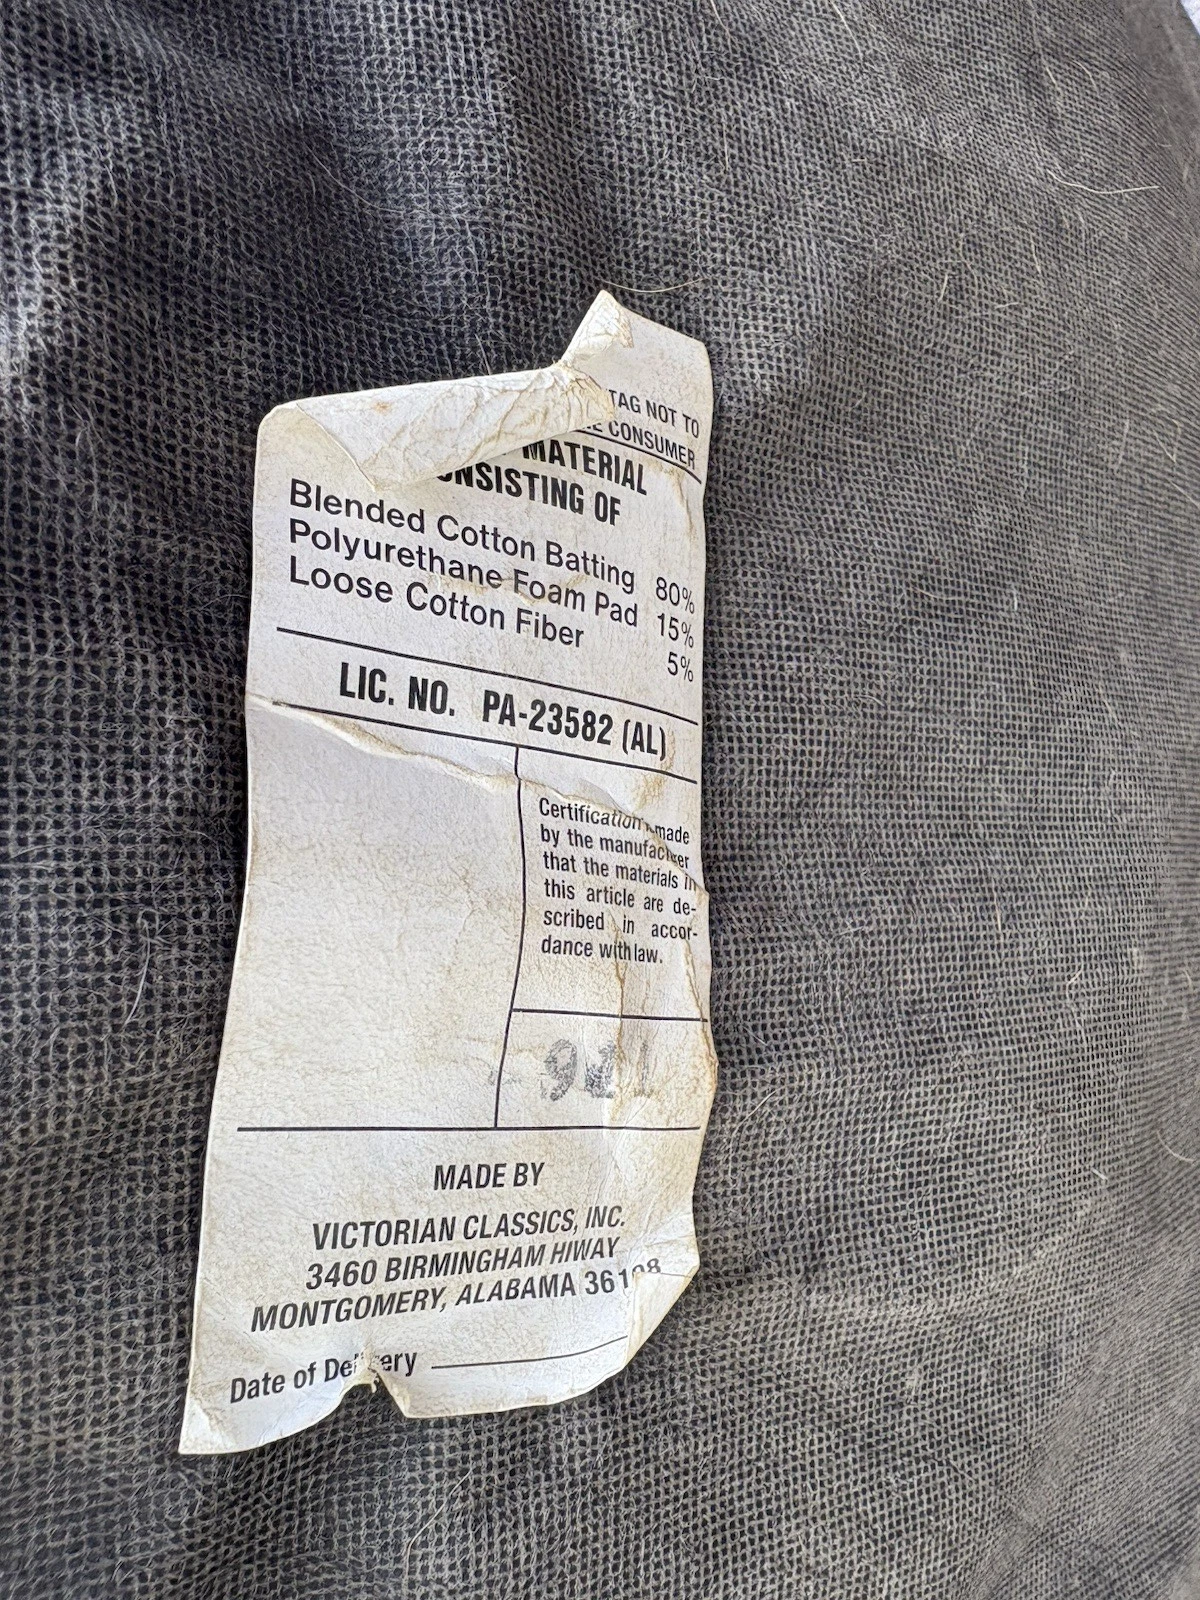 TAG NOT TO
CONSUMER
MATERIAL
NSISTING OF
Blended Cotton Batting 80%
Polyurethane Foam Pad 15%
Loose Cotton Fiber 5%
LIC. NO. PA-23582 (AL)
Certification made
by the manufacturer
that the materials in
this article are de-
scribed in accor-
dance with law.
MADE BY
VICTORIAN CLASSICS, INC.
3460 BIRMINGHAM HIWAY
MONTGOMERY, ALABAMA 36108
Date of Delivery